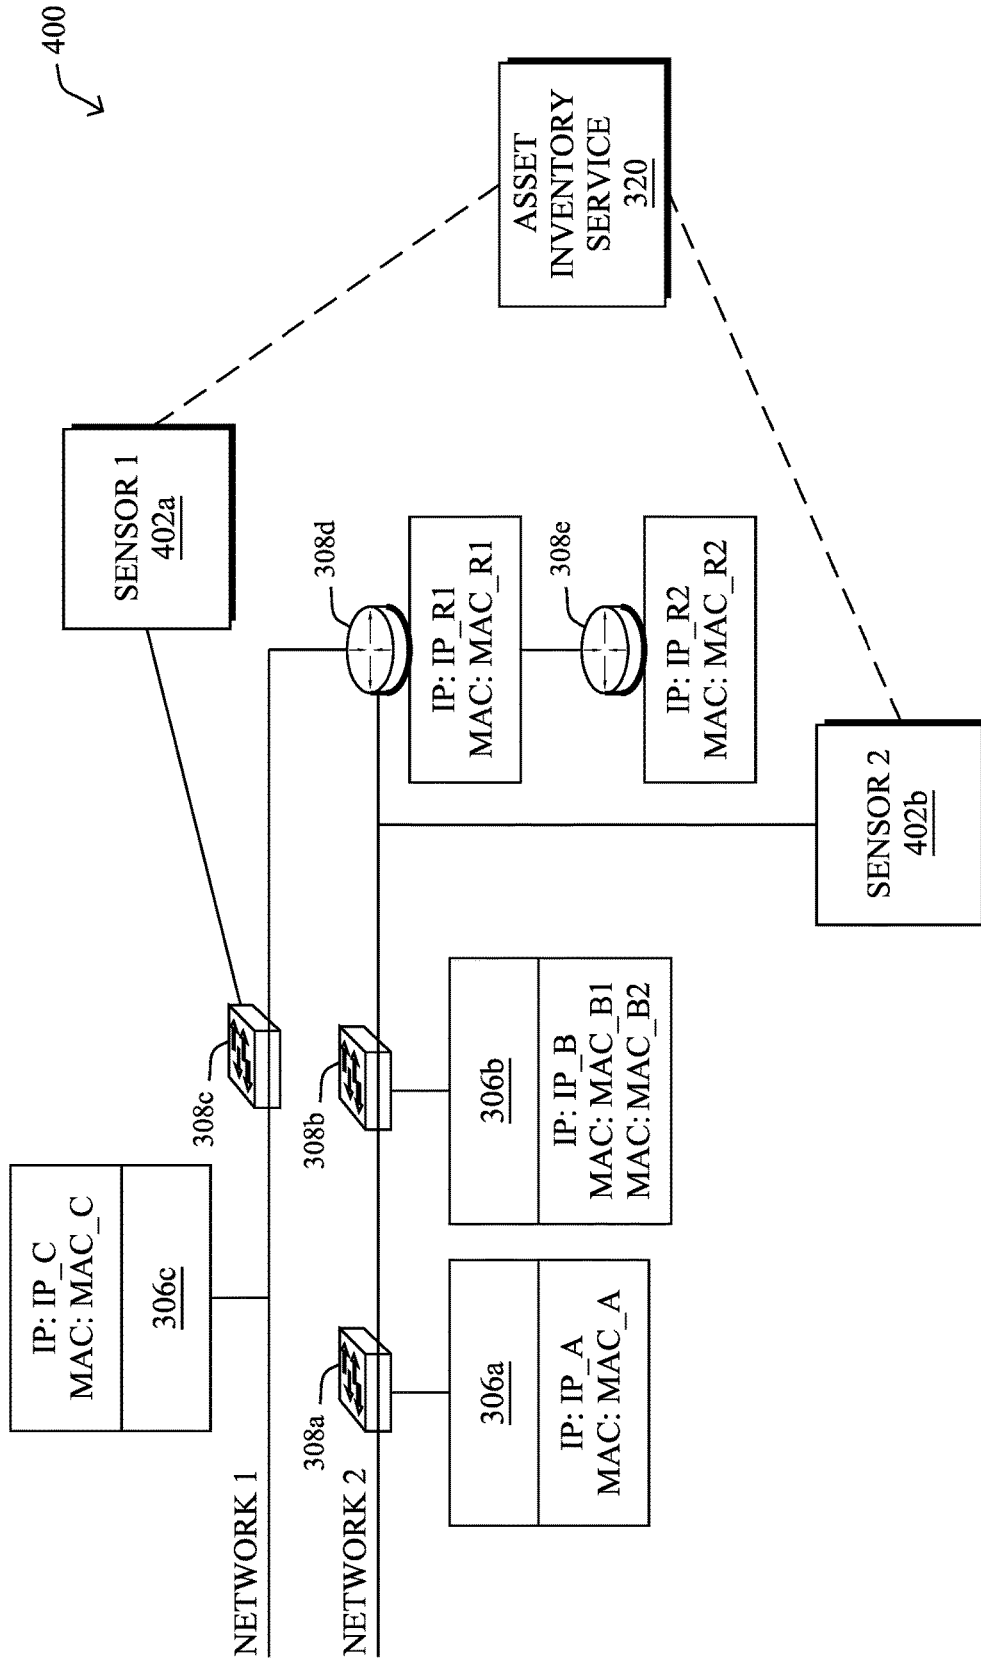 400
IP: IP_C
MAC: MAC_C
306c
SENSOR 1
402a
NETWORK 1
308c
308d
ASSET
INVENTORY
SERVICE
320
NETWORK 2
308a
308b
IP: IP_R1
MAC: MAC_R1
308e
IP: IP_R2
MAC: MAC_R2
306a
IP: IP_A
MAC: MAC_A
306b
IP: IP_B
MAC: MAC_B1
MAC: MAC_B2
SENSOR 2
402b